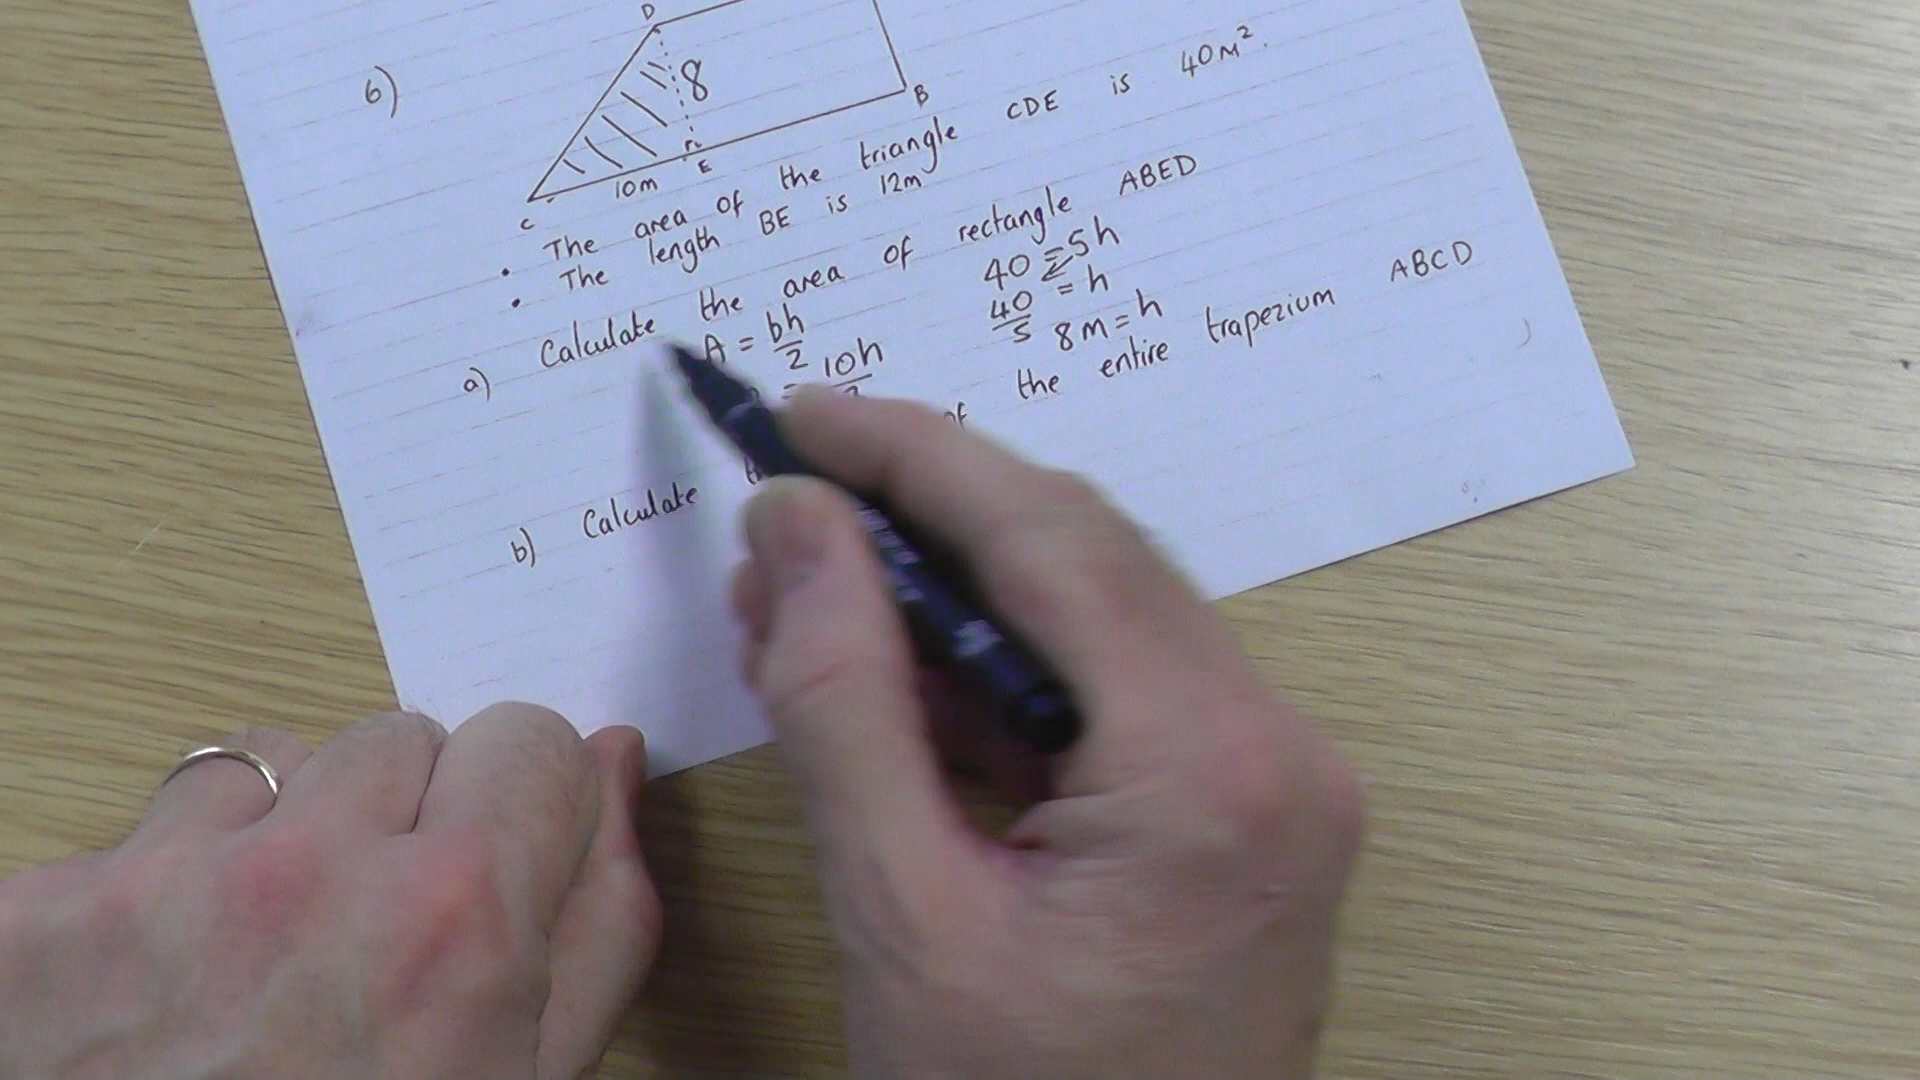 6)
D
8
B
E
10m
C
• The area of the triangle CDE is 40m².
• The length BE is 12m
a) Calculate the area of rectangle ABED
A = bh/2
= 10h
40 = 5h
40/5 = h
8m = h
b) Calculate of the entire trapezium ABCD